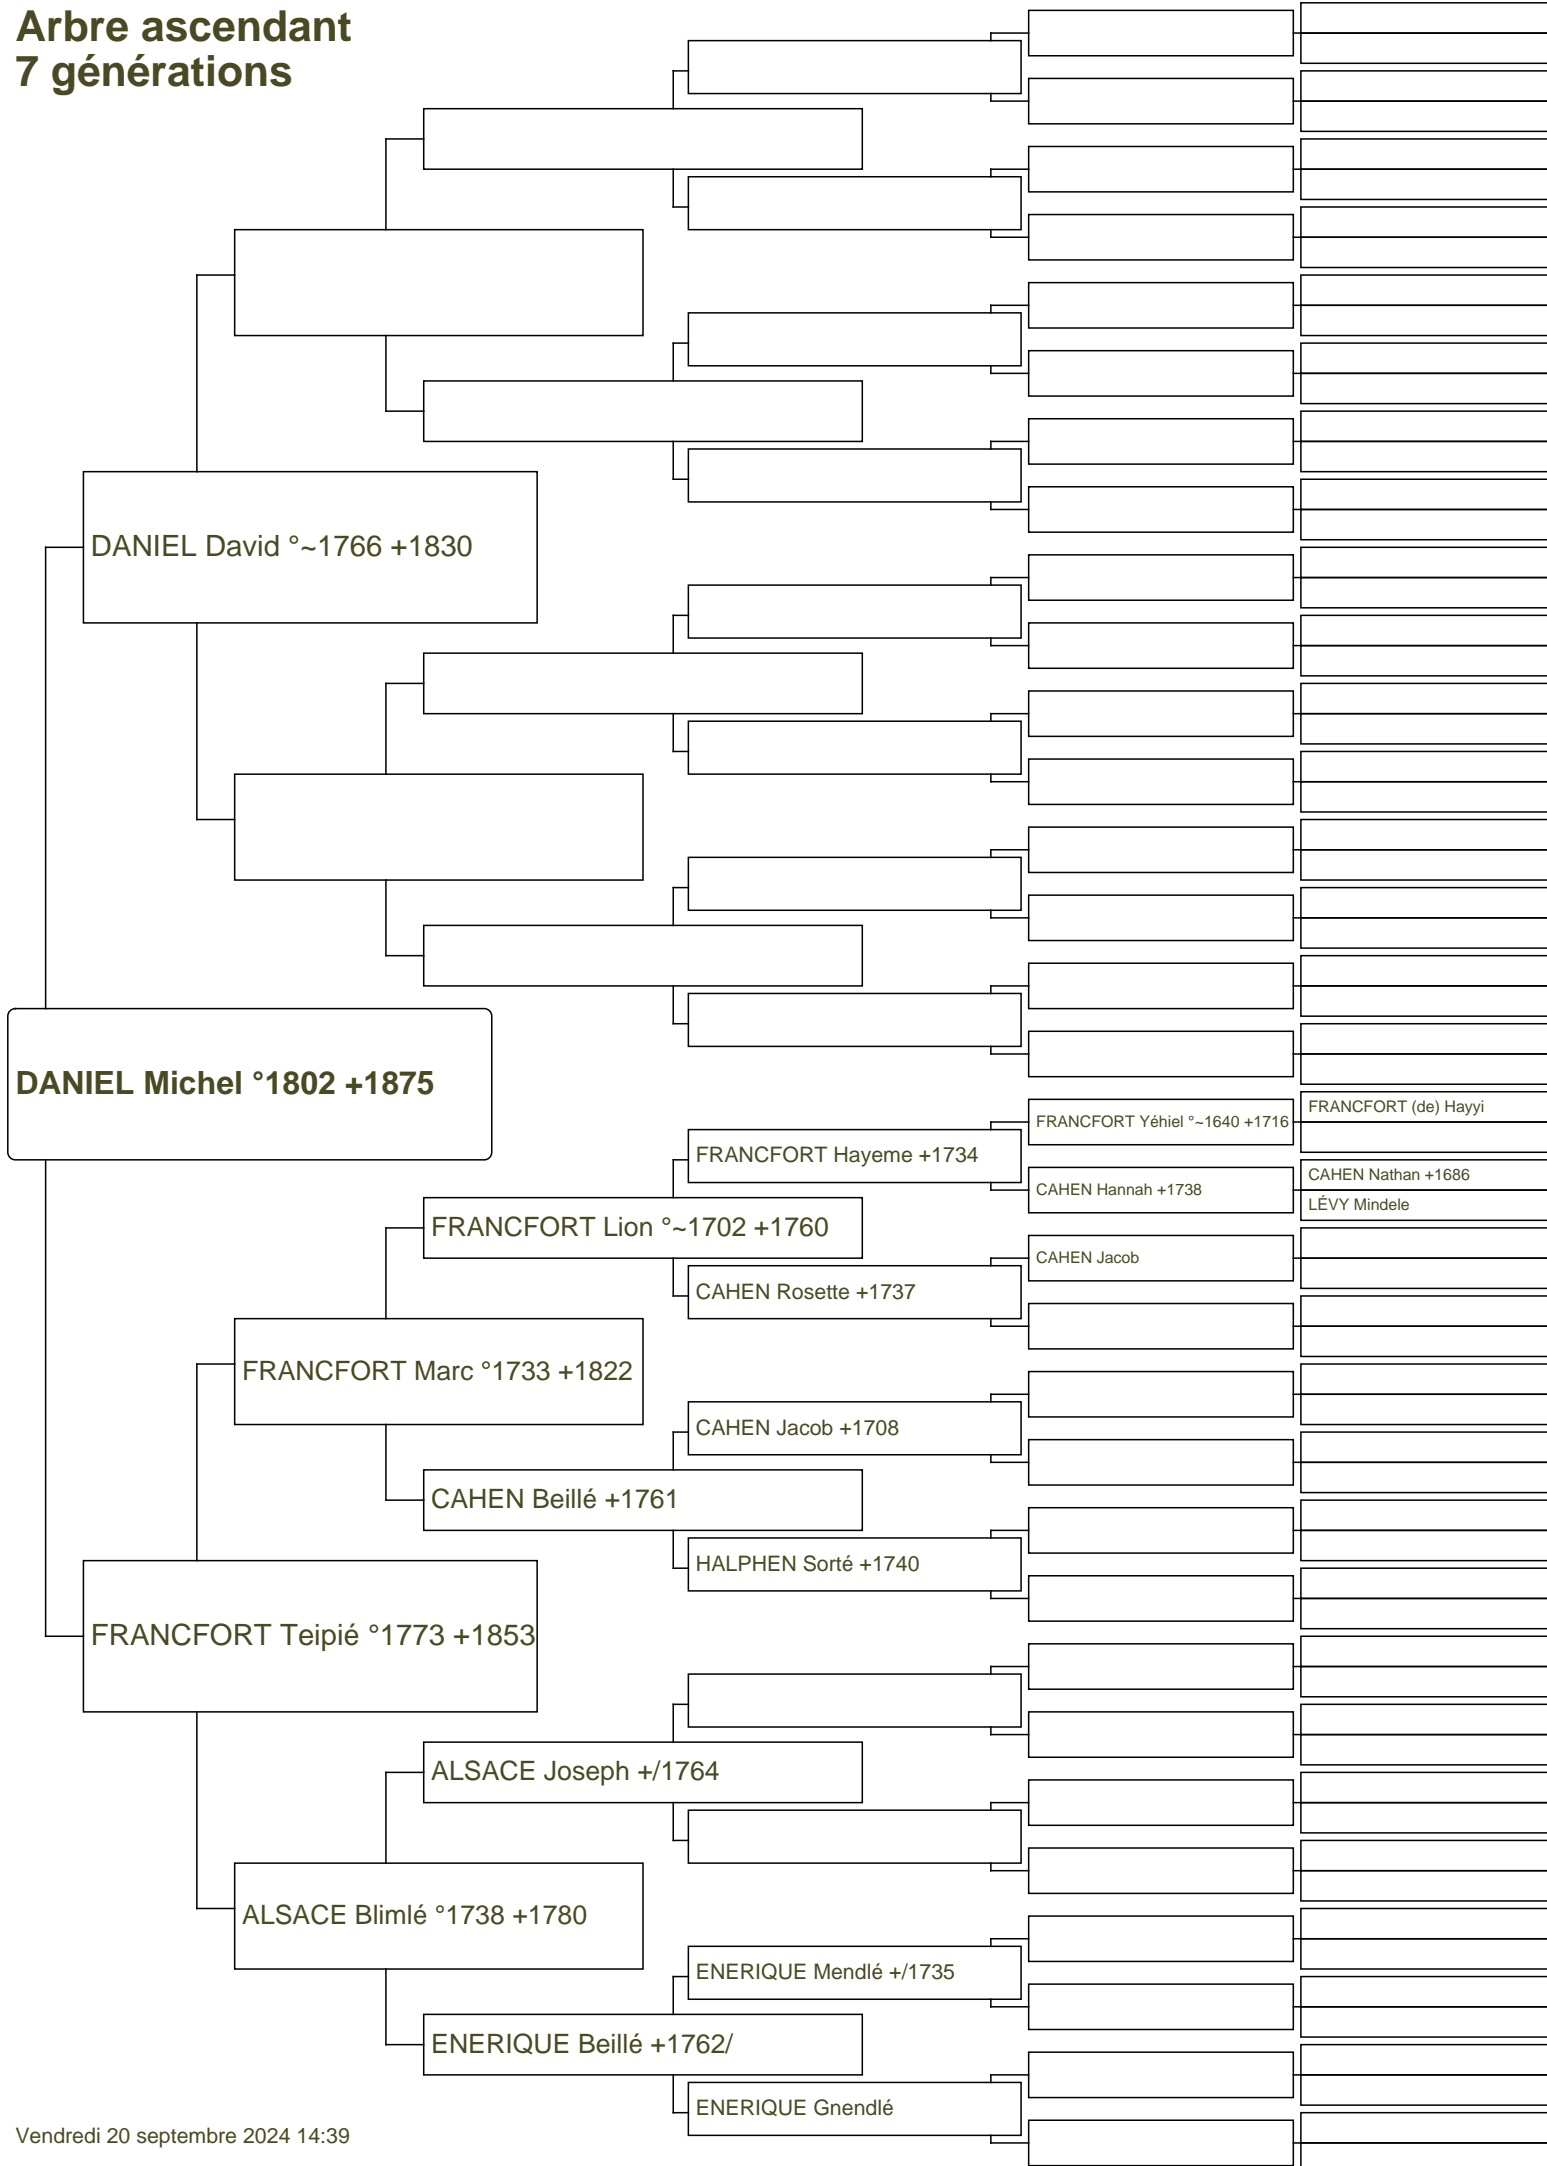 Arbre ascendant
7 générations
DANIEL David °~1766 +1830
DANIEL Michel °1802 +1875
FRANCFORT (de) Hayyi
FRANCFORT Yéhiel °~1640 +1716
FRANCFORT Hayeme +1734
CAHEN Nathan +1686
CAHEN Hannah +1738
LÉVY Mindele
FRANCFORT Lion °~1702 +1760
CAHEN Jacob
CAHEN Rosette +1737
FRANCFORT Marc °1733 +1822
CAHEN Jacob +1708
CAHEN Beillé +1761
HALPHEN Sorté +1740
FRANCFORT Teipié °1773 +1853
ALSACE Joseph +/1764
ALSACE Blimlé °1738 +1780
ENERIQUE Mendlé +/1735
ENERIQUE Beillé +1762/
ENERIQUE Gnendlé
Vendredi 20 septembre 2024 14:39